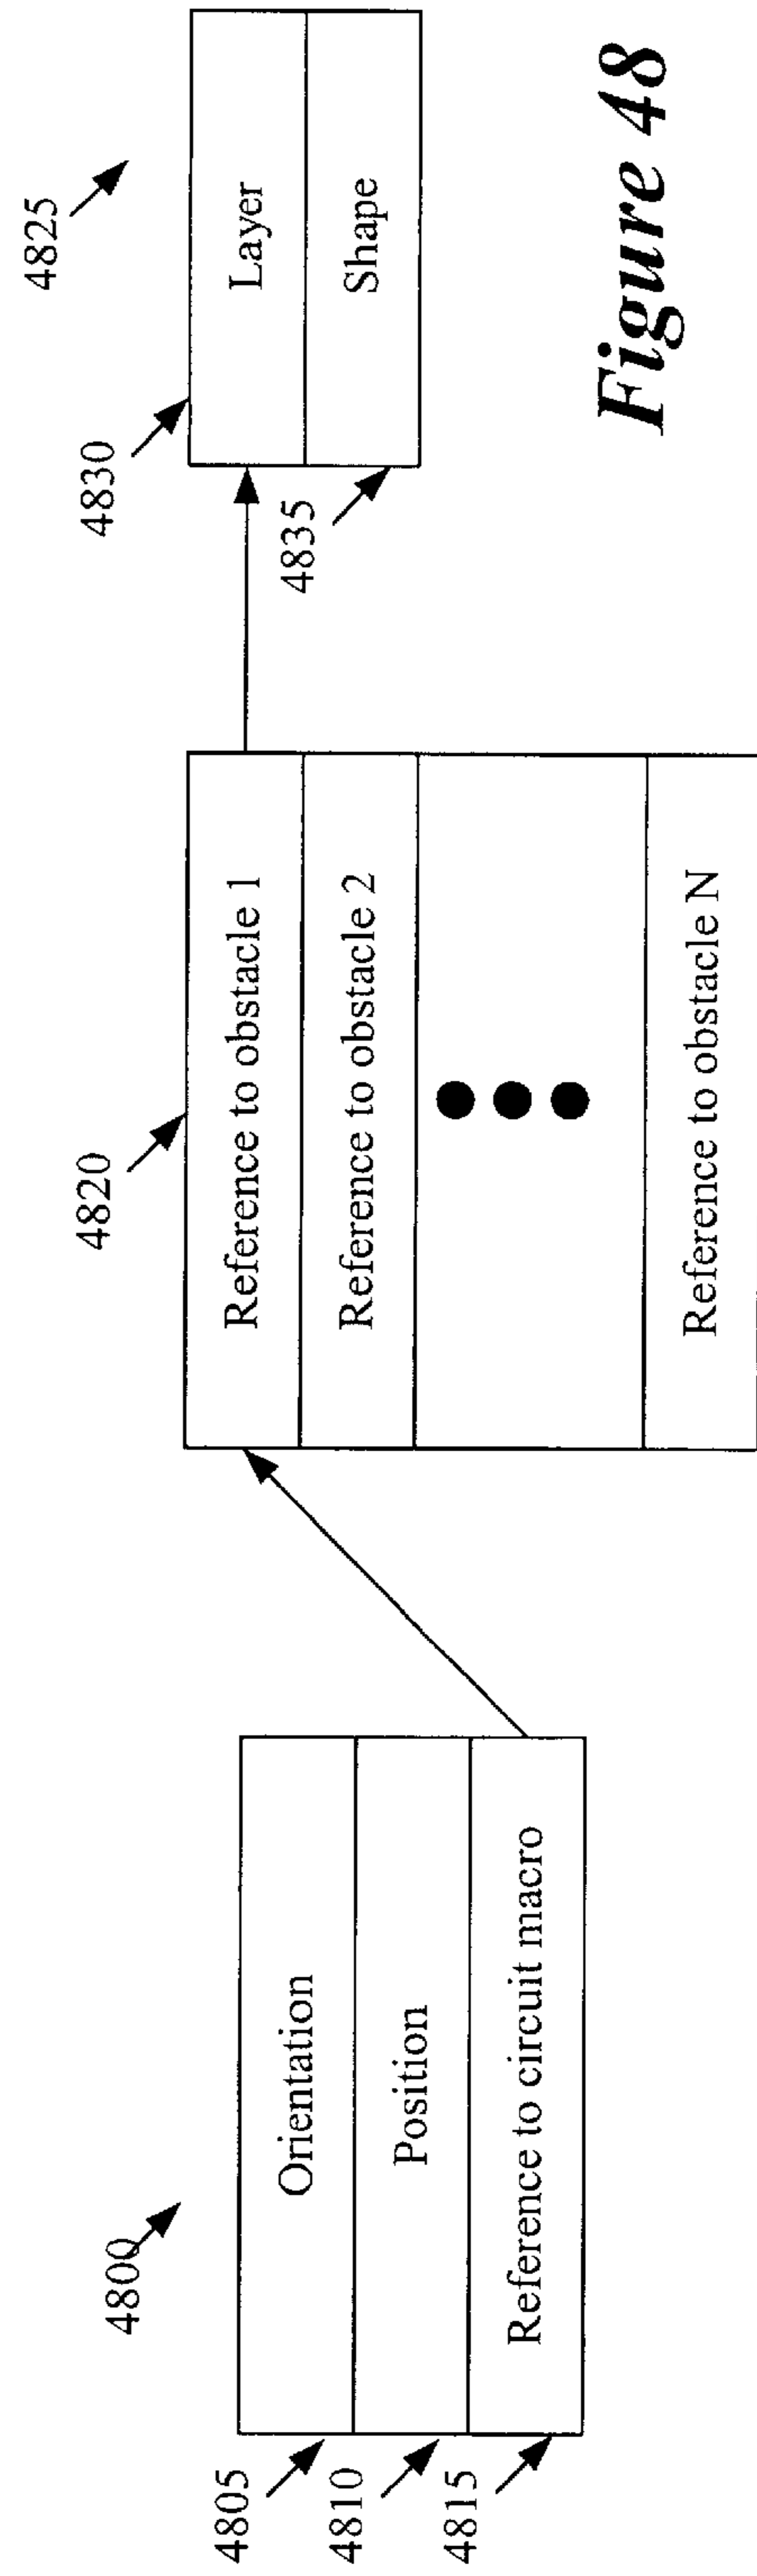 4800
4805
Orientation
4810
Position
4815
Reference to circuit macro
4820
Reference to obstacle 1
Reference to obstacle 2
Reference to obstacle N
4825
4830
Layer
4835
Shape
Figure 48